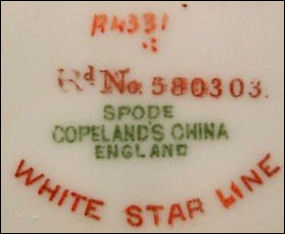 R4331
Rd No. 580303.
SPODE
COPELAND'S CHINA
ENGLAND
WHITE STAR LINE